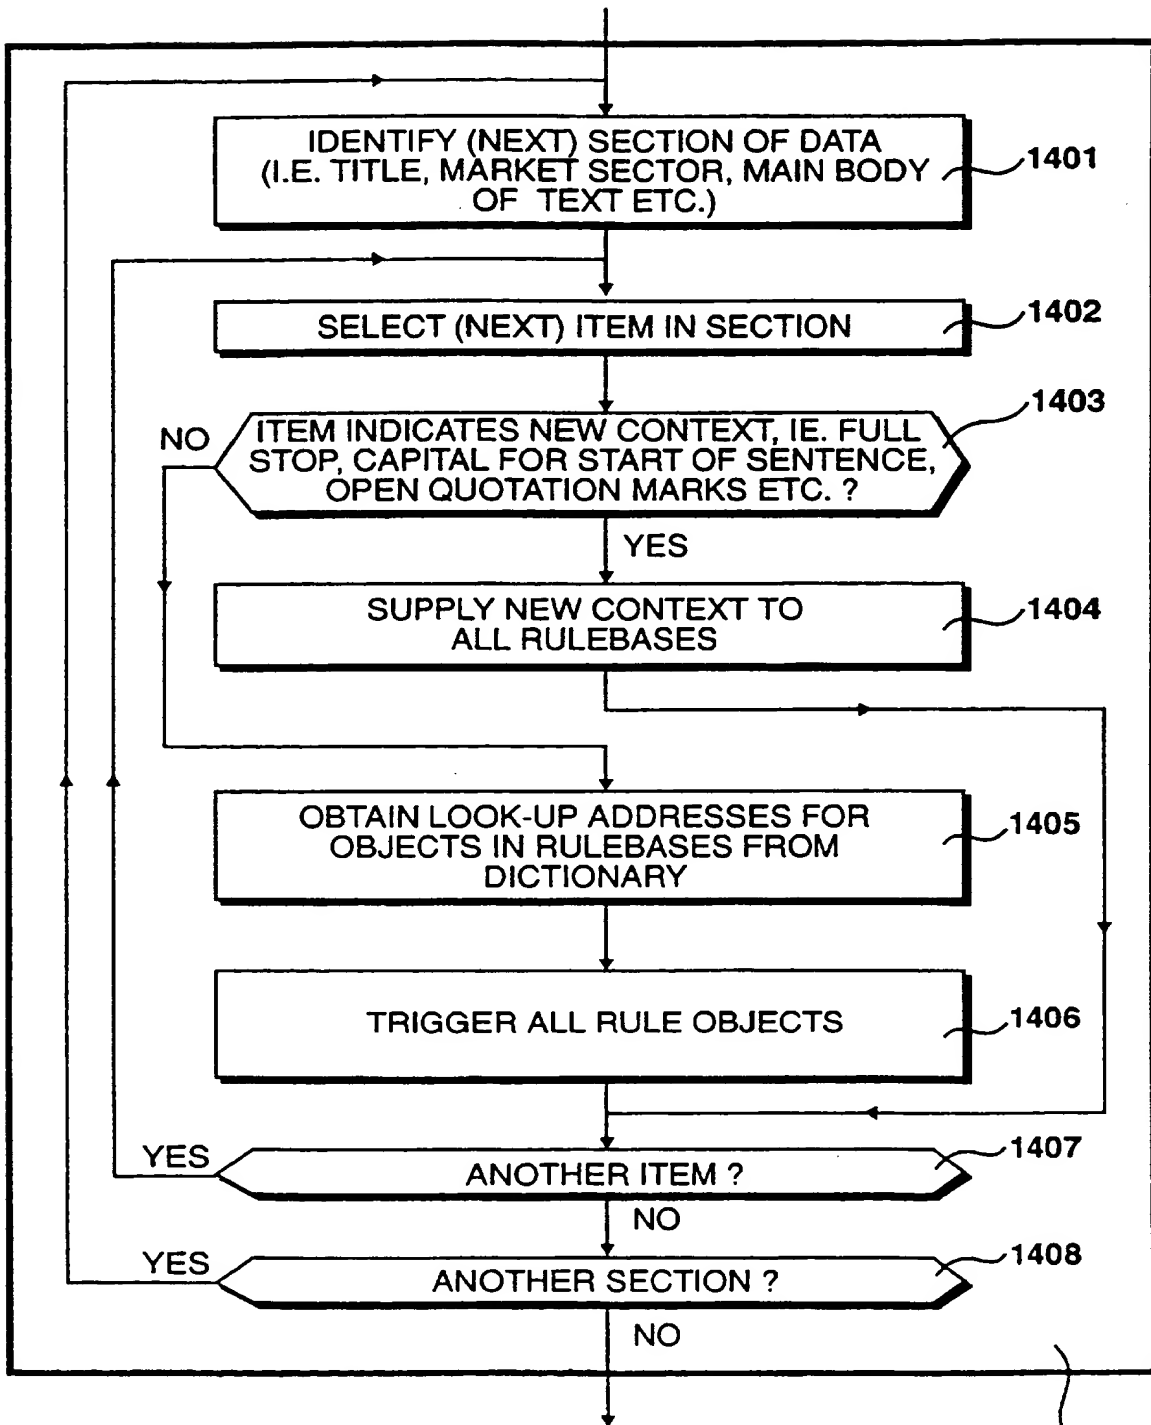 IDENTIFY (NEXT) SECTION OF DATA
(I.E. TITLE, MARKET SECTOR, MAIN BODY
OF TEXT ETC.)
1401
SELECT (NEXT) ITEM IN SECTION
1402
1403
NO
ITEM INDICATES NEW CONTEXT, IE. FULL
STOP, CAPITAL FOR START OF SENTENCE,
OPEN QUOTATION MARKS ETC. ?
YES
SUPPLY NEW CONTEXT TO
ALL RULEBASES
1404
OBTAIN LOOK-UP ADDRESSES FOR
OBJECTS IN RULEBASES FROM
DICTIONARY
1405
TRIGGER ALL RULE OBJECTS
1406
YES
ANOTHER ITEM ?
1407
NO
YES
ANOTHER SECTION ?
1408
NO